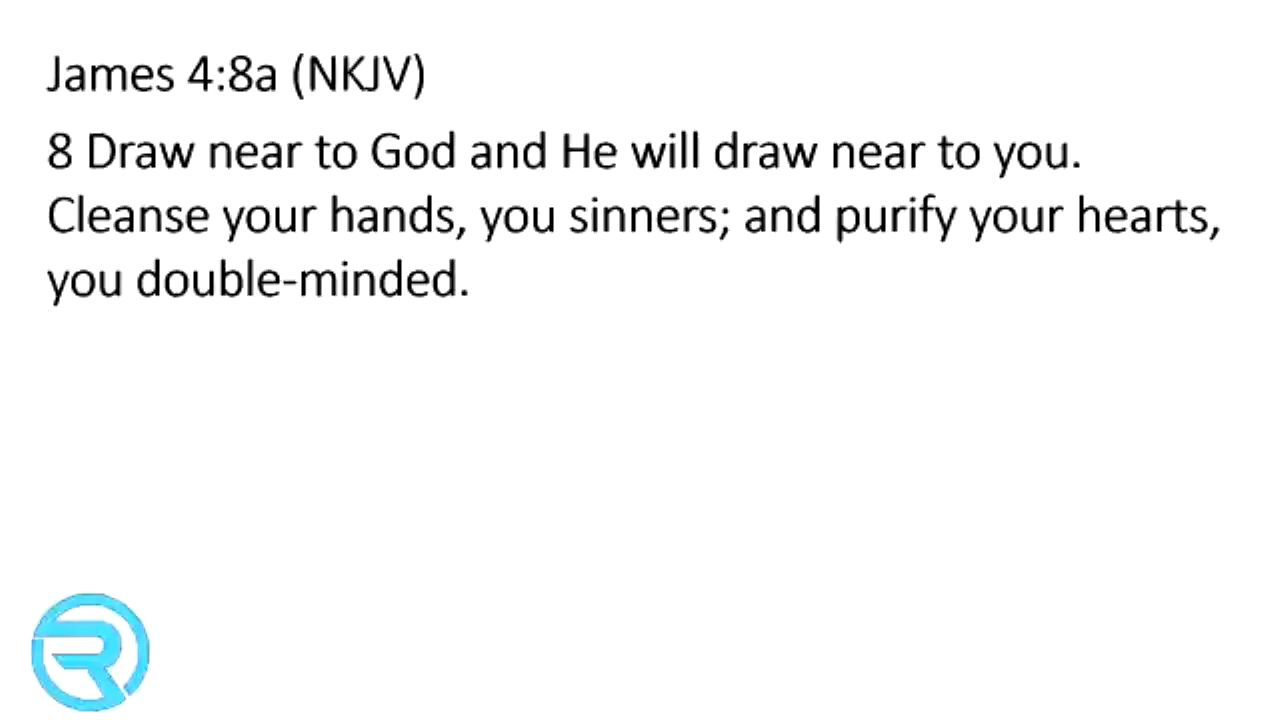 James 4:8a (NKJV)
8 Draw near to God and He will draw near to you.
Cleanse your hands, you sinners; and purify your hearts,
you double-minded.
R